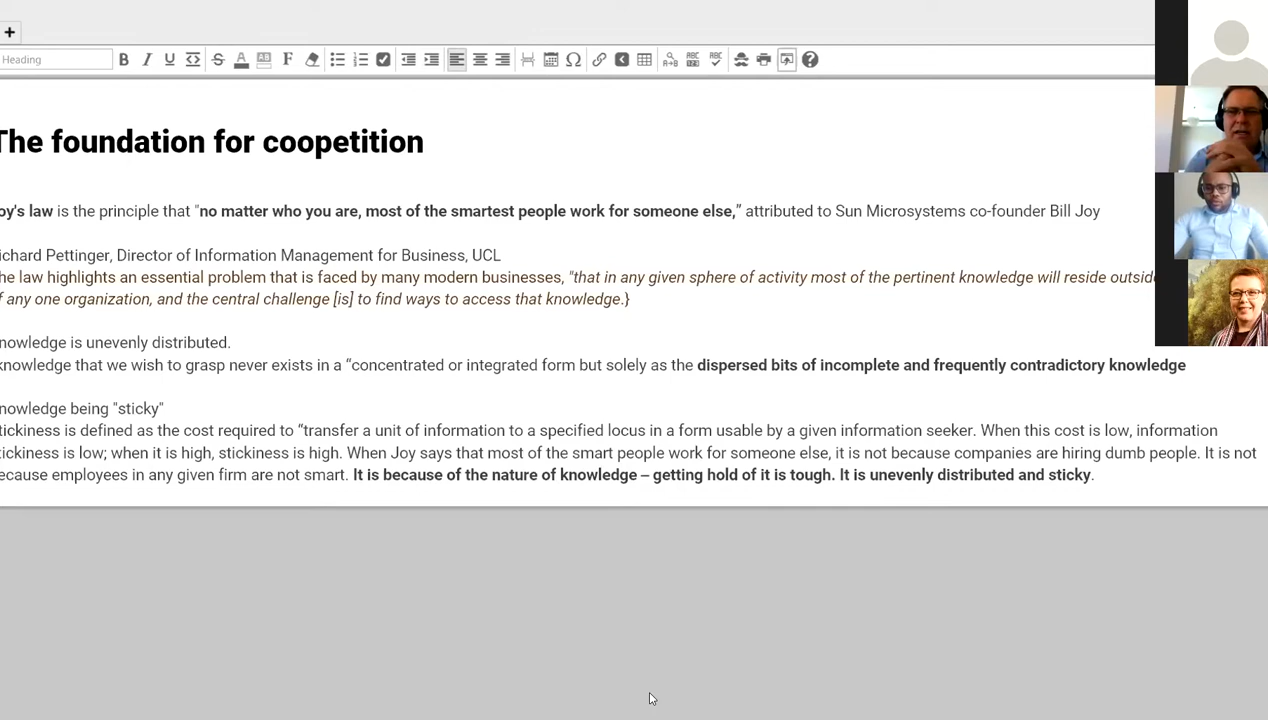 +
Heading
B I U S A AB F Ω ABC ABC ?
The foundation for coopetition
oy's law is the principle that "no matter who you are, most of the smartest people work for someone else,” attributed to Sun Microsystems co-founder Bill Joy
ichard Pettinger, Director of Information Management for Business, UCL
he law highlights an essential problem that is faced by many modern businesses, "that in any given sphere of activity most of the pertinent knowledge will reside outside
f any one organization, and the central challenge [is] to find ways to access that knowledge.}
nowledge is unevenly distributed.
knowledge that we wish to grasp never exists in a “concentrated or integrated form but solely as the dispersed bits of incomplete and frequently contradictory knowledge
nowledge being "sticky"
tickiness is defined as the cost required to “transfer a unit of information to a specified locus in a form usable by a given information seeker. When this cost is low, information
tickiness is low; when it is high, stickiness is high. When Joy says that most of the smart people work for someone else, it is not because companies are hiring dumb people. It is not
ecause employees in any given firm are not smart. It is because of the nature of knowledge – getting hold of it is tough. It is unevenly distributed and sticky.